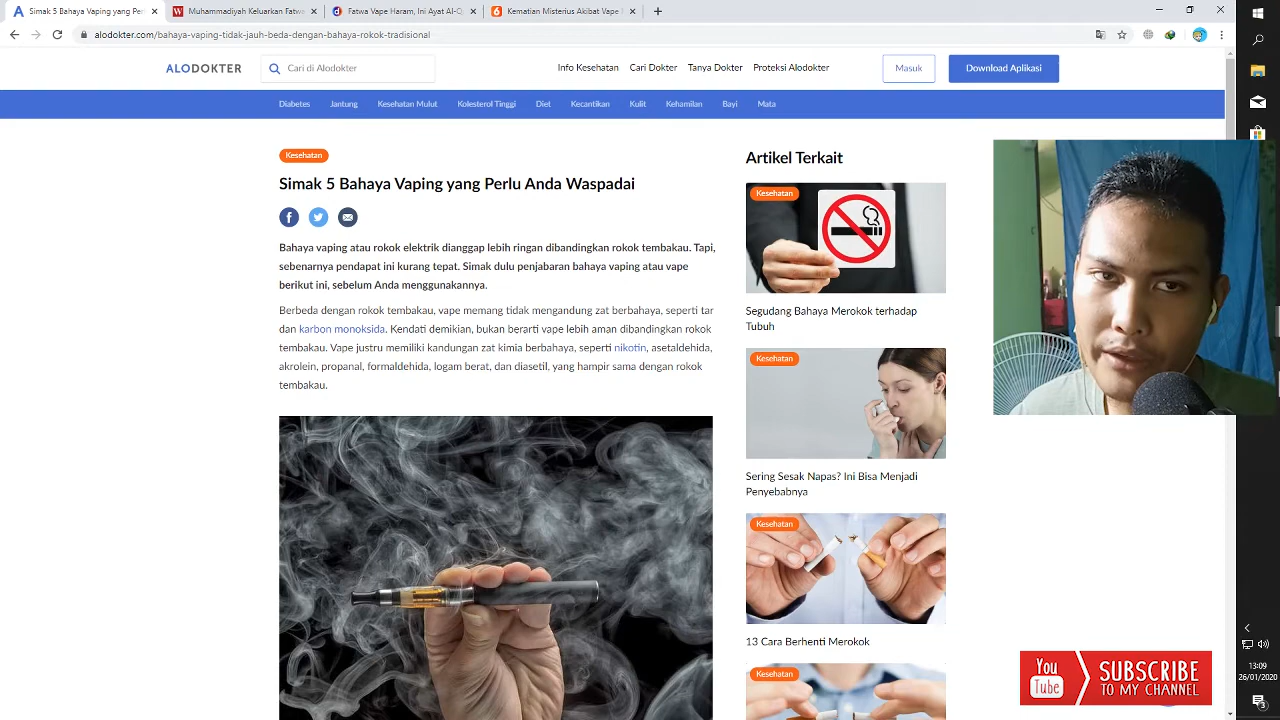 Simak 5 Bahaya Vaping yang Per
Muhammadiyah Keluarkan Fatwe
Fatwa Vape Haram, Ini Ayat Al-Q
Kematian Misterius Akibat Vape B
alodokter.com/bahaya-vaping-tidak-jauh-beda-dengan-bahaya-rokok-tradisional
ALODOKTER
Cari di Alodokter
Info Kesehatan Cari Dokter Tanya Dokter Proteksi Alodokter
Masuk
Download Aplikasi
Diabetes Jantung Kesehatan Mulut Kolesterol Tinggi Diet Kecantikan Kulit Kehamilan Bayi Mata
Kesehatan
Simak 5 Bahaya Vaping yang Perlu Anda Waspadai
Bahaya vaping atau rokok elektrik dianggap lebih ringan dibandingkan rokok tembakau. Tapi,
sebenarnya pendapat ini kurang tepat. Simak dulu penjabaran bahaya vaping atau vape
berikut ini, sebelum Anda menggunakannya.
Berbeda dengan rokok tembakau, vape memang tidak mengandung zat berbahaya, seperti tar
dan karbon monoksida. Kendati demikian, bukan berarti vape lebih aman dibandingkan rokok
tembakau. Vape justru memiliki kandungan zat kimia berbahaya, seperti nikotin, asetaldehida,
akrolein, propanal, formaldehida, logam berat, dan diasetil, yang hampir sama dengan rokok
tembakau.
Artikel Terkait
Kesehatan
Segudang Bahaya Merokok terhadap
Tubuh
Kesehatan
Sering Sesak Napas? Ini Bisa Menjadi
Penyebabnya
Kesehatan
13 Cara Berhenti Merokok
Kesehatan
You
Tube
SUBSCRIBE
TO MY CHANNEL
13:09
26/01/2020